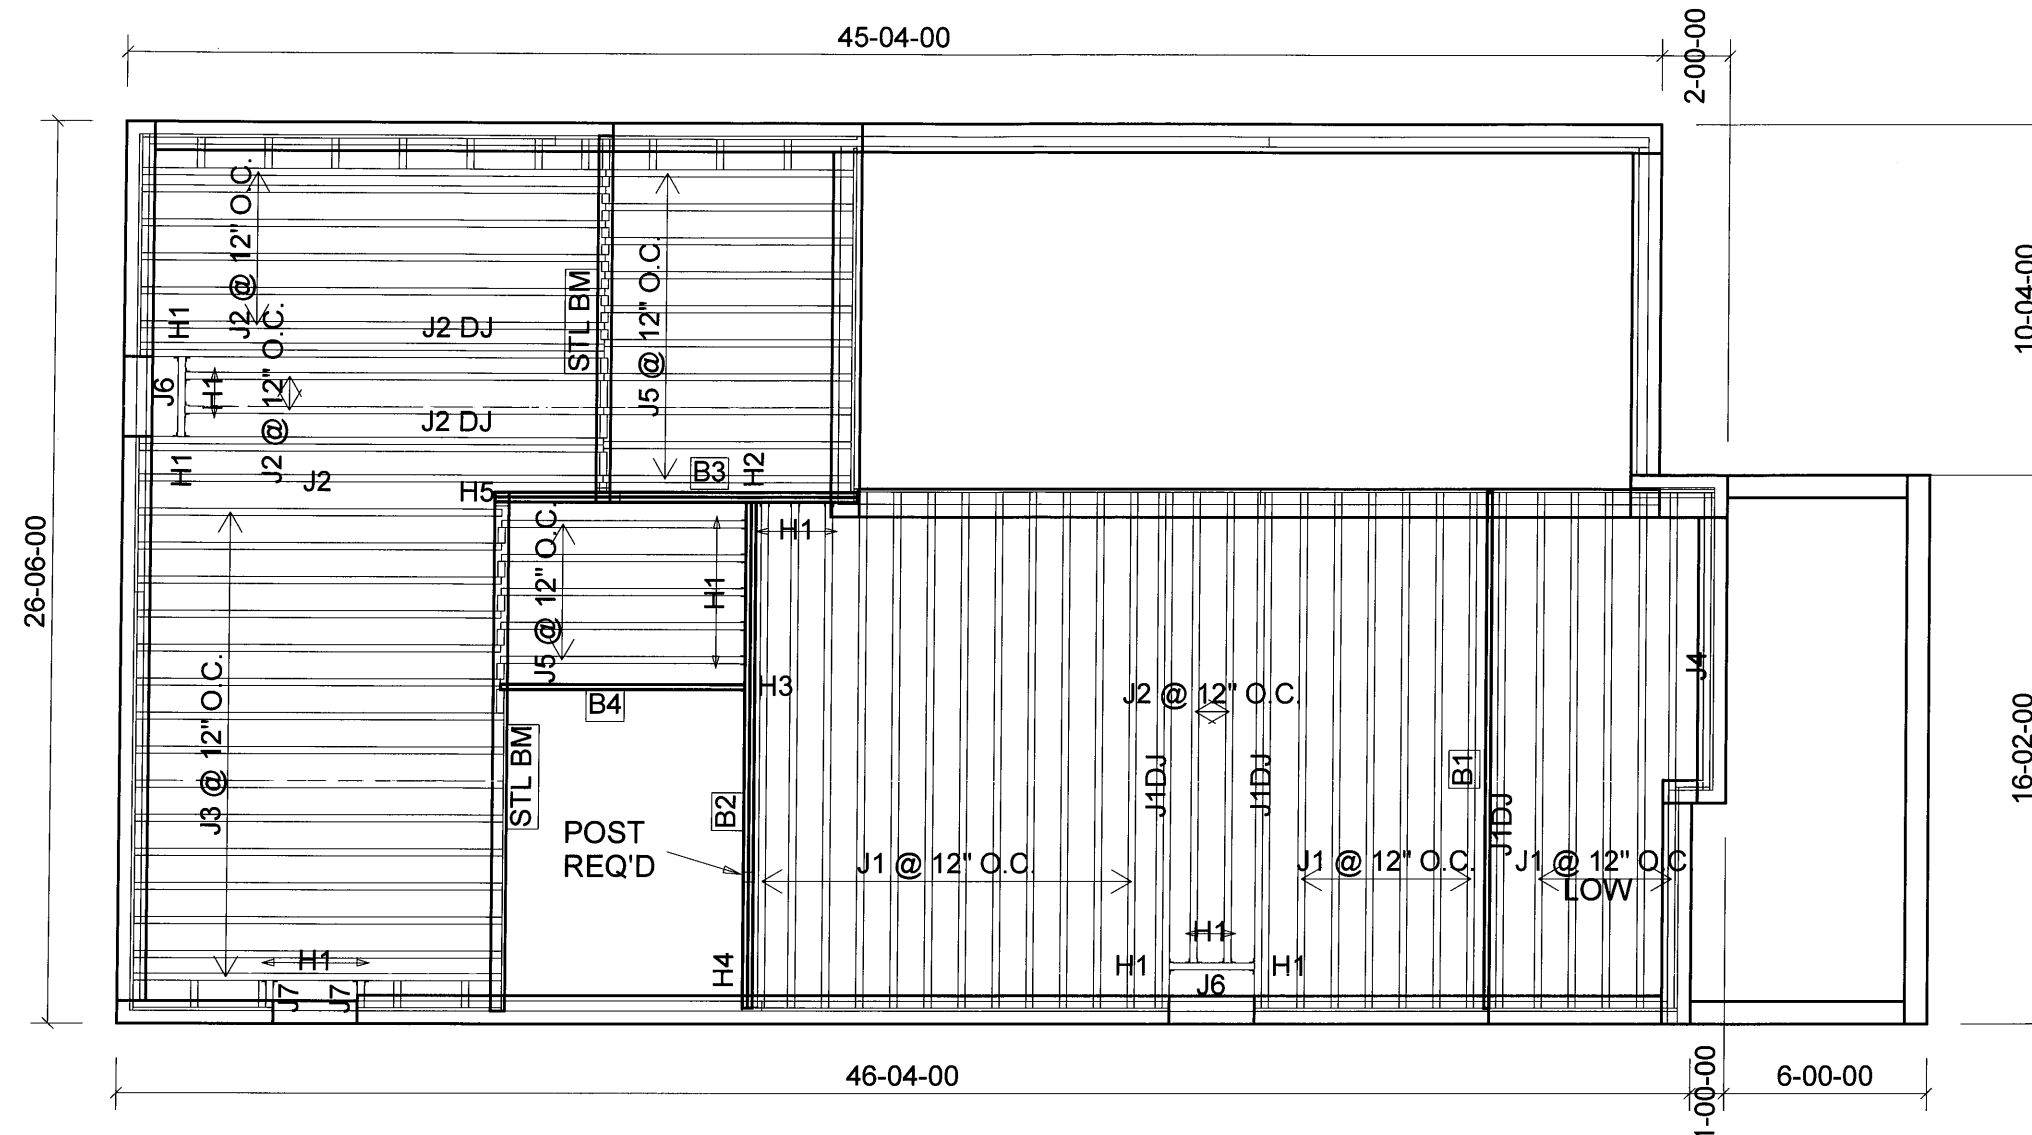 45-04-00
2-00-00
26-06-00
10-04-00
16-02-00
J2 @ 12" O.C.
J2 @ 12" O.C.
H1
J6
H1
H1
J2 DJ
J2 DJ
J2
STL BM
J5 @ 12" O.C.
B3
H2
H5
H1
J5 @ 12" O.C.
H1
J3 @ 12" O.C.
B4
H3
STL BM
B2
POST
REQ'D
H4
H1
J7
J7
J2 @ 12" O.C.
J1DJ
J1DJ
B1
J1DJ
J4
J1 @ 12" O.C.
J1 @ 12" O.C.
J1 @ 12" O.C.
LOW
H1
H1
H1
J6
46-04-00
1-00-00
6-00-00